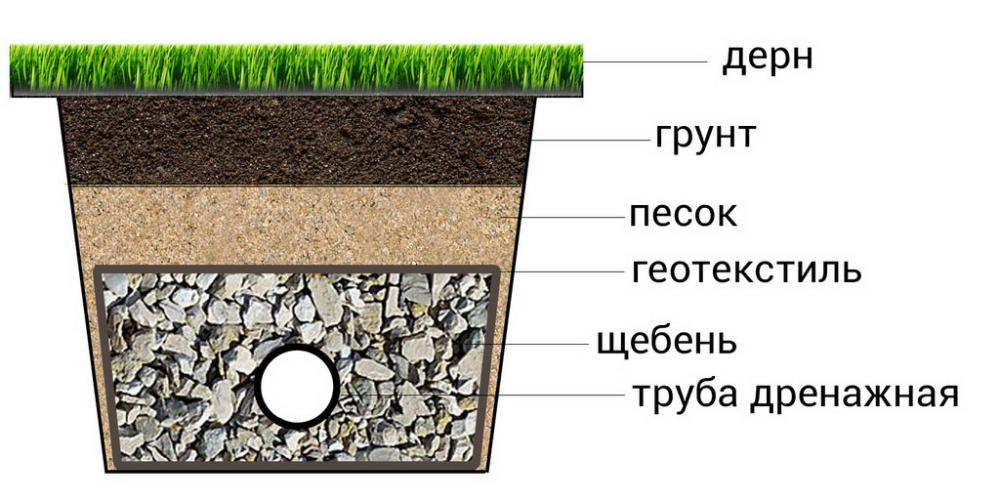 дерн
грунт
песок
геотекстиль
щебень
труба дренажная